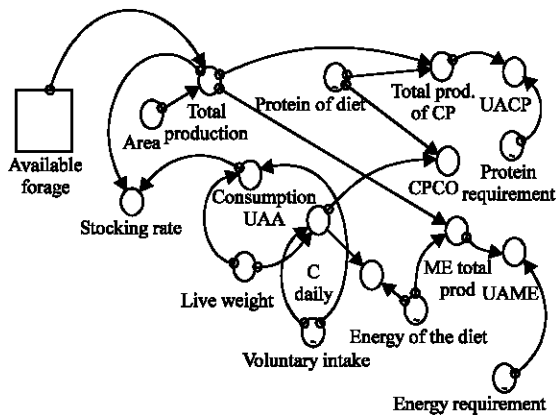 Available
forage
Area
Total
production
Protein of diet
Total prod.
of CP
UACP
Protein
requirement
CPCO
Stocking rate
Consumption
UAA
Live weight
C
daily
Voluntary intake
Energy of the diet
ME total
prod
UAME
Energy requirement